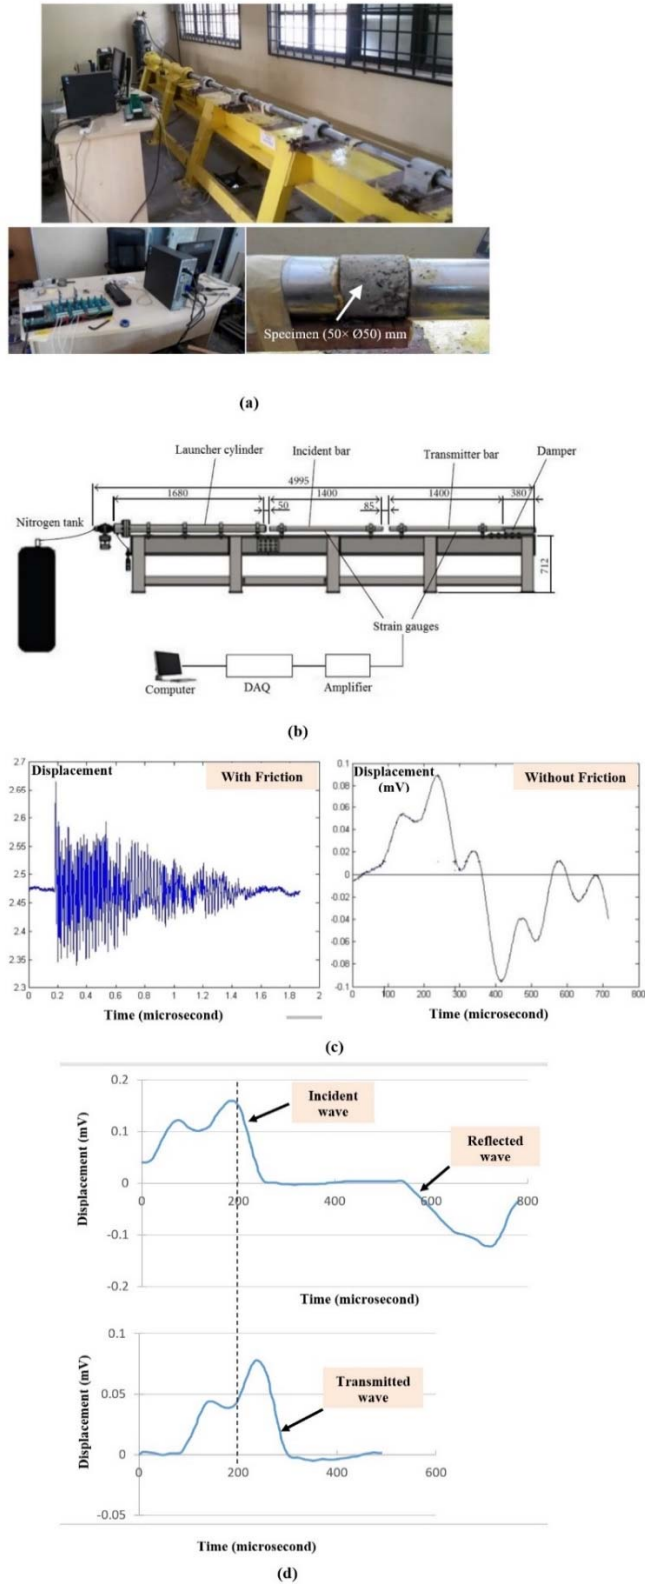 Specimen (50× Ø50) mm
(a)
Launcher cylinder
Incident bar
Transmitter bar
Damper
4995
1680
50
1400
85
1400
380
Nitrogen tank
712
Strain gauges
Computer
DAQ
Amplifier
(b)
2.7
2.65
2.6
2.55
2.5
2.45
2.4
2.35
2.3
Displacement
With Friction
0
0.2
0.4
0.6
0.8
1
1.2
1.4
1.6
1.8
2
Time (microsecond)
0.1
0.08
0.06
0.04
0.02
0
-0.02
-0.04
-0.06
-0.08
-0.1
Displacement
(mV)
Without Friction
0
100
200
300
400
500
600
700
800
Time (microsecond)
(c)
Displacement (mV)
0.2
0.1
0
-0.1
-0.2
Incident
wave
Reflected
wave
0
200
400
600
800
Time (microsecond)
Displacement (mV)
0.1
0.05
0
-0.05
Transmitted
wave
0
200
400
600
Time (microsecond)
(d)